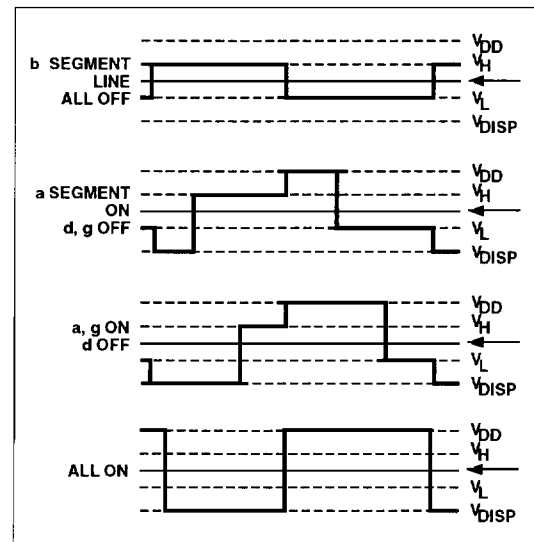 V_DD
b SEGMENT V_H
LINE
ALL OFF V_L
V_DISP
V_DD
a SEGMENT V_H
ON
d, g OFF V_L
V_DISP
V_DD
a, g ON V_H
d OFF
V_L
V_DISP
V_DD
V_H
ALL ON
V_L
V_DISP